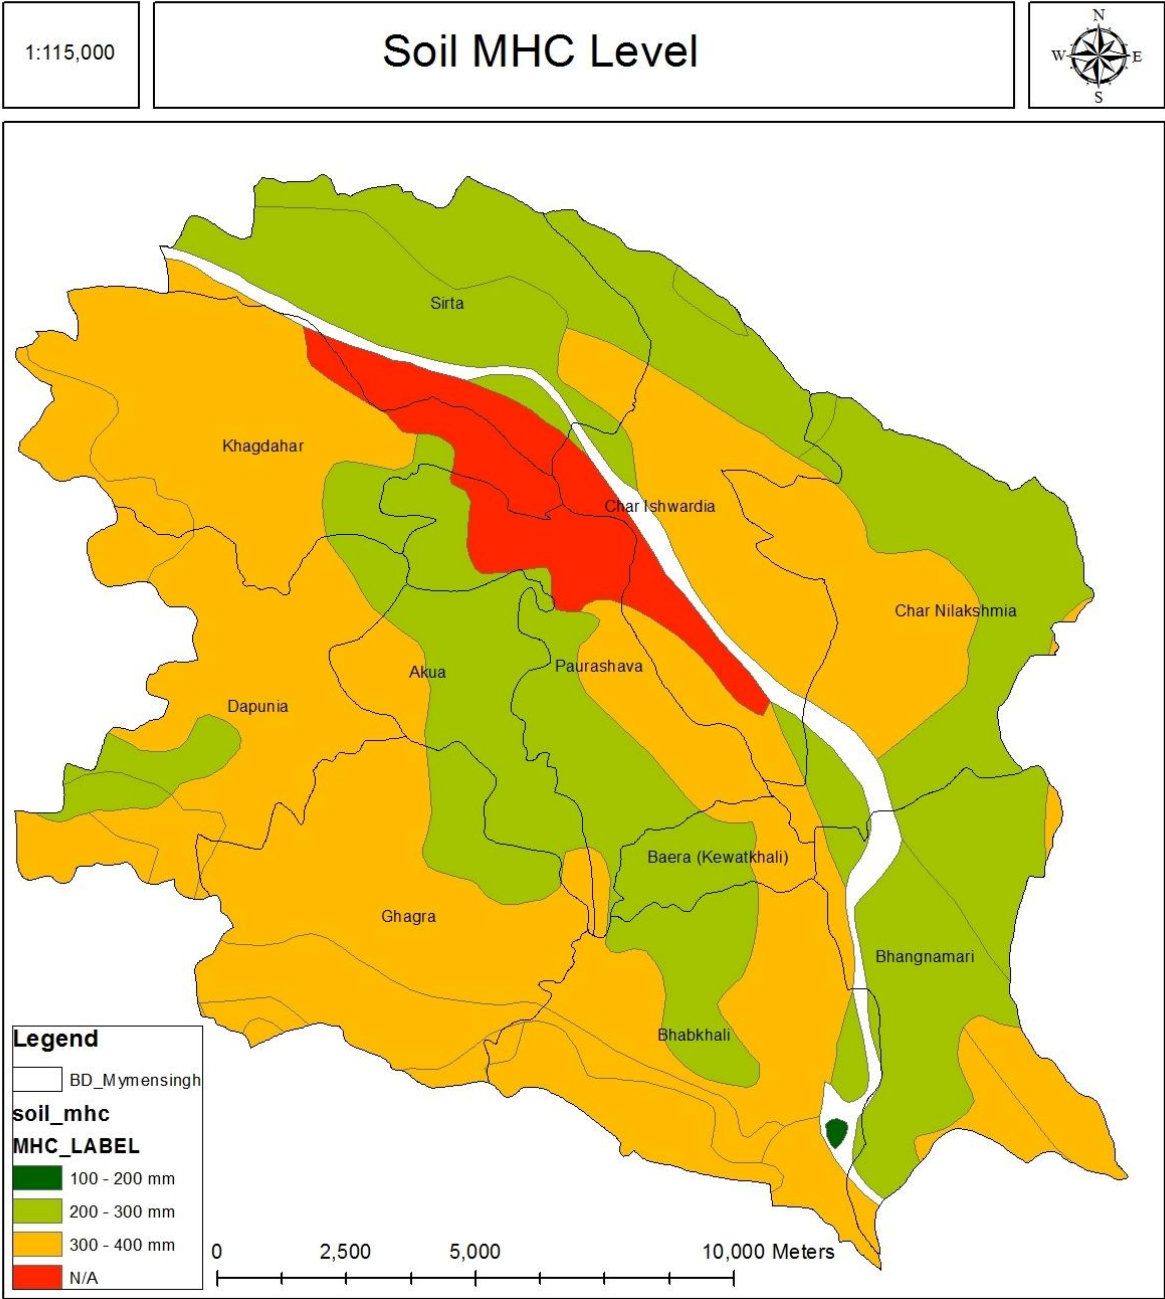 1:115,000
Soil MHC Level
N
W
E
S
Sirta
Khagdahar
Char Ishwardia
Char Nilakshmia
Paurashava
Akua
Dapunia
Baera (Kewatkhali)
Ghagra
Bhangnamari
Bhabkhali
Legend
BD_Mymensingh
soil_mhc
MHC_LABEL
100 - 200 mm
200 - 300 mm
300 - 400 mm
N/A
0 2,500 5,000 10,000 Meters